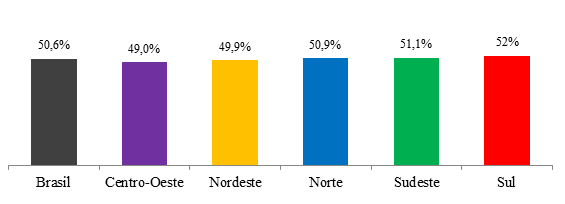 50,6% 49,0% 49,9% 50,9% 51,1% 52%
Brasil Centro-Oeste Nordeste Norte Sudeste Sul